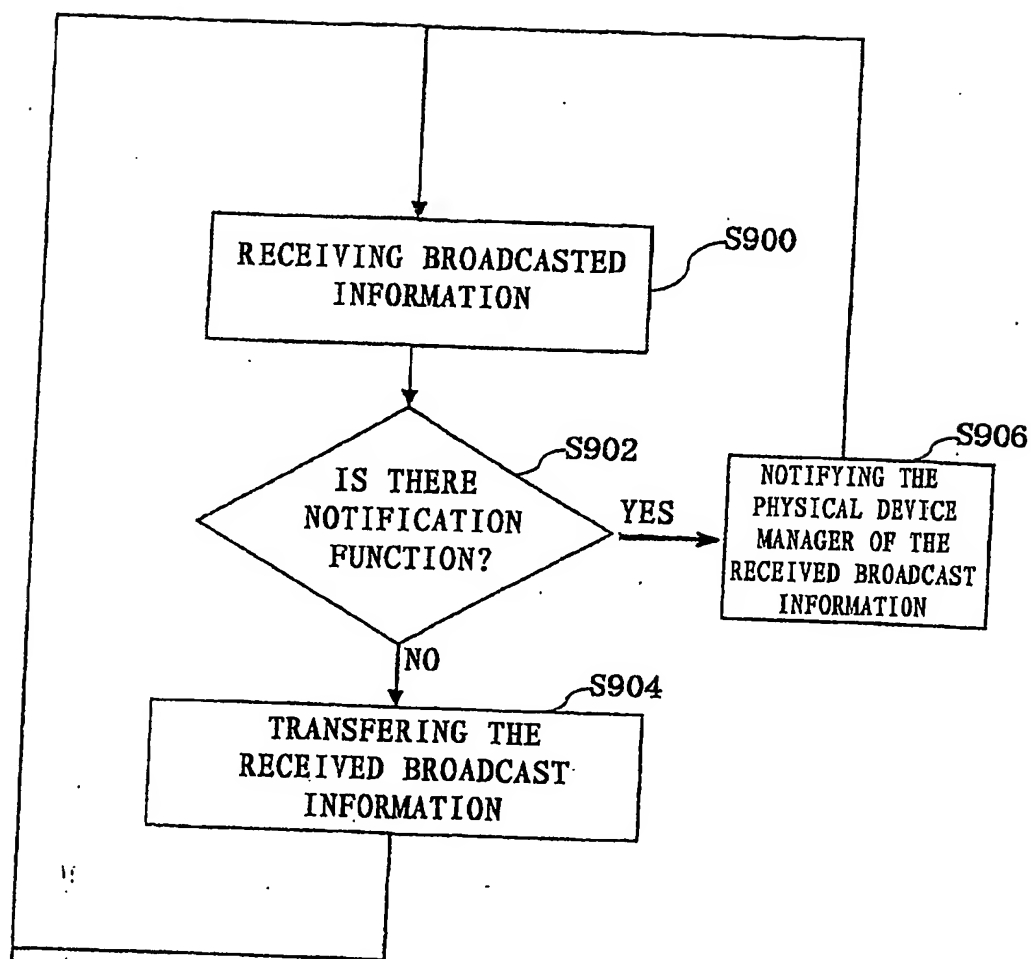 RECEIVING BROADCASTED
INFORMATION
S900
IS THERE
NOTIFICATION
FUNCTION?
S902
YES
NO
S906
NOTIFYING THE
PHYSICAL DEVICE
MANAGER OF THE
RECEIVED BROADCAST
INFORMATION
S904
TRANSFERING THE
RECEIVED BROADCAST
INFORMATION